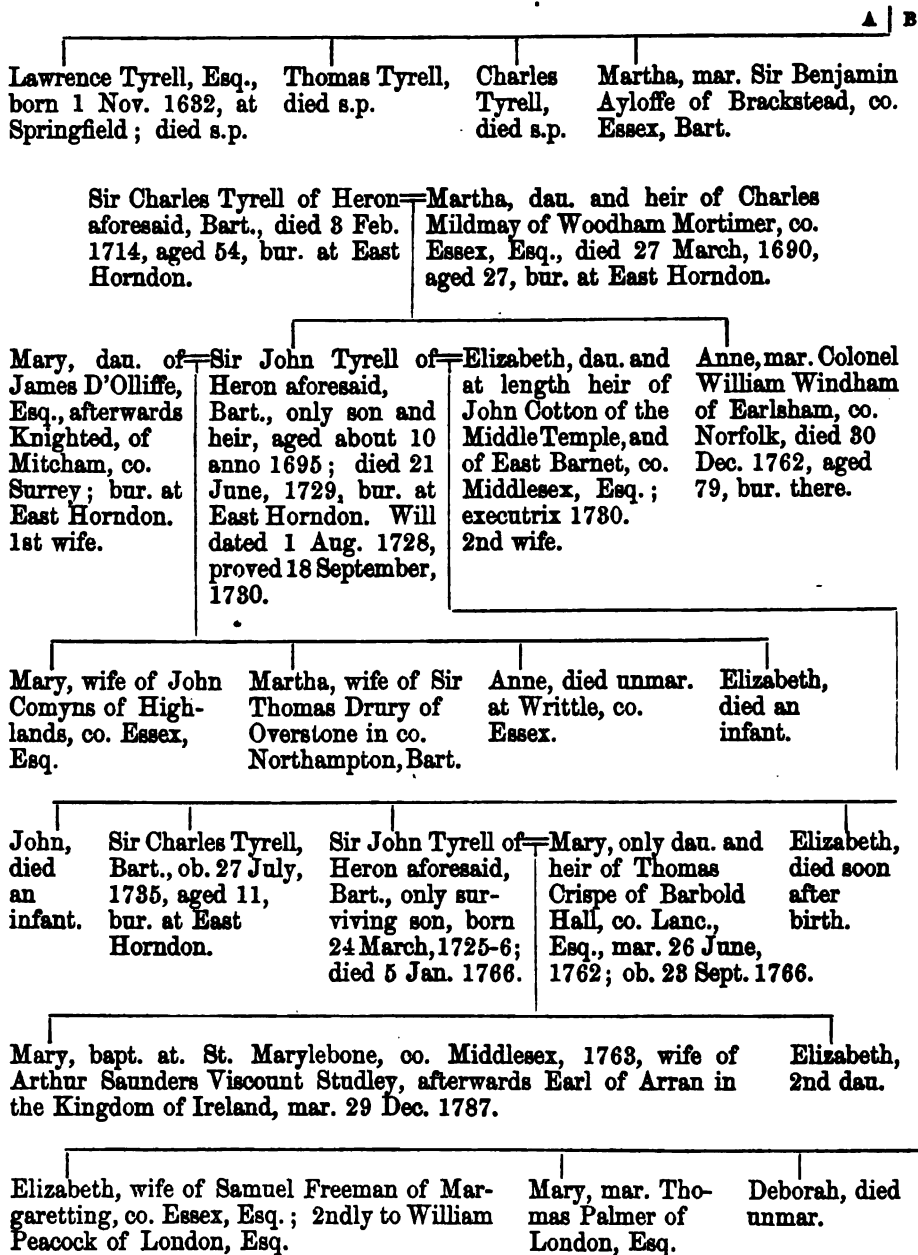 A | B
Lawrence Tyrell, Esq.,
born 1 Nov. 1632, at
Springfield ; died s.p.
Thomas Tyrell,
died s.p.
Charles
Tyrell,
died s.p.
Martha, mar. Sir Benjamin
Ayloffe of Brackstead, co.
Essex, Bart.
Sir Charles Tyrell of Heron
aforesaid, Bart., died 3 Feb.
1714, aged 54, bur. at East
Horndon.
Martha, dau. and heir of Charles
Mildmay of Woodham Mortimer, co.
Essex, Esq., died 27 March, 1690,
aged 27, bur. at East Horndon.
Mary, dau. of
James D'Olliffe,
Esq., afterwards
Knighted, of
Mitcham, co.
Surrey ; bur. at
East Horndon.
1st wife.
Sir John Tyrell of
Heron aforesaid,
Bart., only son and
heir, aged about 10
anno 1695 ; died 21
June, 1729, bur. at
East Horndon. Will
dated 1 Aug. 1728,
proved 18 September,
1730.
Elizabeth, dau. and
at length heir of
John Cotton of the
Middle Temple, and
of East Barnet, co.
Middlesex, Esq. ;
executrix 1730.
2nd wife.
Anne, mar. Colonel
William Windham
of Earlsham, co.
Norfolk, died 30
Dec. 1762, aged
79, bur. there.
Mary, wife of John
Comyns of High-
lands, co. Essex,
Esq.
Martha, wife of Sir
Thomas Drury of
Overstone in co.
Northampton, Bart.
Anne, died unmar.
at Writtle, co.
Essex.
Elizabeth,
died an
infant.
John,
died
an
infant.
Sir Charles Tyrell,
Bart., ob. 27 July,
1735, aged 11,
bur. at East
Horndon.
Sir John Tyrell of
Heron aforesaid,
Bart., only sur-
viving son, born
24 March, 1725-6;
died 5 Jan. 1766.
Mary, only dau. and
heir of Thomas
Crispe of Barbold
Hall, co. Lanc.,
Esq., mar. 26 June,
1762 ; ob. 23 Sept. 1766.
Elizabeth,
died soon
after
birth.
Mary, bapt. at. St. Marylebone, co. Middlesex, 1763, wife of
Arthur Saunders Viscount Studley, afterwards Earl of Arran in
the Kingdom of Ireland, mar. 29 Dec. 1787.
Elizabeth,
2nd dau.
Elizabeth, wife of Samuel Freeman of Mar-
garetting, co. Essex, Esq. ; 2ndly to William
Peacock of London, Esq.
Mary, mar. Tho-
mas Palmer of
London, Esq.
Deborah, died
unmar.